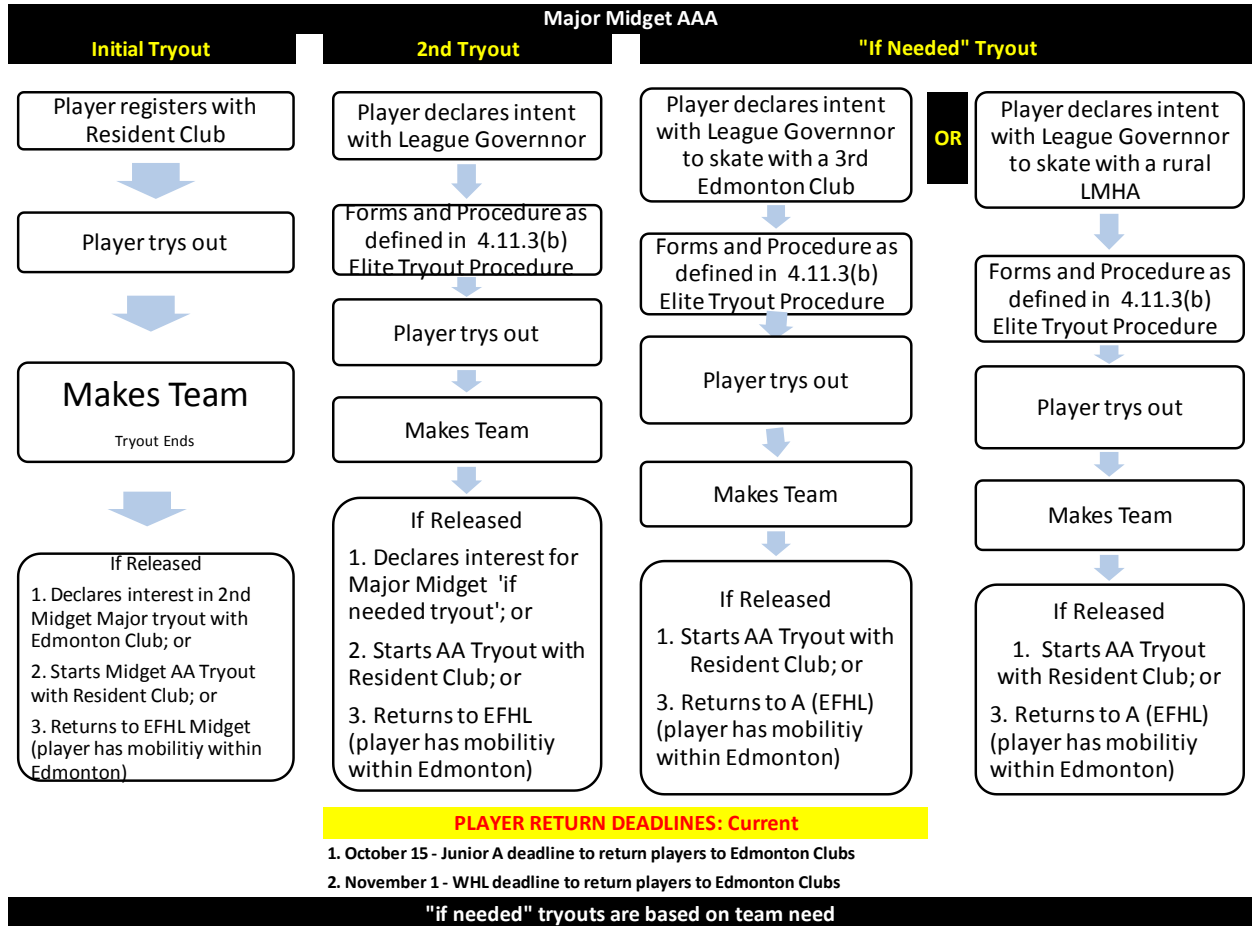 Major Midget AAA
Initial Tryout
2nd Tryout
"If Needed" Tryout
Player registers with
Resident Club
Player trys out
Makes Team
Tryout Ends
If Released
1. Declares interest in 2nd
Midget Major tryout with
Edmonton Club; or
2. Starts Midget AA Tryout
with Resident Club; or
3. Returns to EFHL Midget
(player has mobilitiy within
Edmonton)
Player declares intent
with League Governnor
Forms and Procedure as
defined in 4.11.3(b)
Elite Tryout Procedure
Player trys out
Makes Team
If Released
1. Declares interest for
Major Midget 'if
needed tryout'; or
2. Starts AA Tryout with
Resident Club; or
3. Returns to EFHL
(player has mobilitiy
within Edmonton)
Player declares intent
with League Governnor
to skate with a 3rd
Edmonton Club
Forms and Procedure as
defined in 4.11.3(b)
Elite Tryout Procedure
Player trys out
Makes Team
If Released
1. Starts AA Tryout with
Resident Club; or
3. Returns to A (EFHL)
(player has mobilitiy
within Edmonton)
OR
Player declares intent
with League Governnor
to skate with a rural
LMHA
Forms and Procedure as
defined in 4.11.3(b)
Elite Tryout Procedure
Player trys out
Makes Team
If Released
1. Starts AA Tryout
with Resident Club; or
3. Returns to A (EFHL)
(player has mobilitiy
within Edmonton)
PLAYER RETURN DEADLINES: Current
1. October 15 - Junior A deadline to return players to Edmonton Clubs
2. November 1 - WHL deadline to return players to Edmonton Clubs
"if needed" tryouts are based on team need